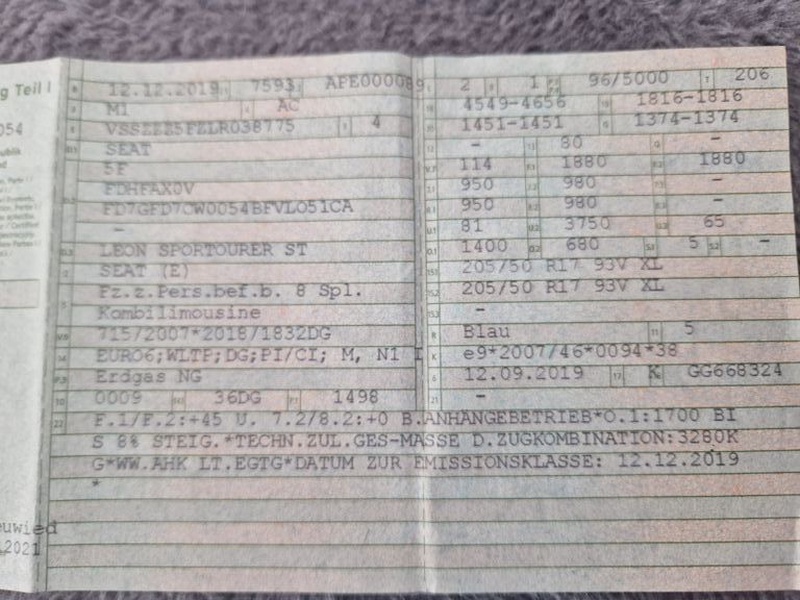 g Teil I
054
12.12.2019 7593 APE000089 2 1 96/5000 206
M1 AC 4549-4656 1816-1816
VSSZZZ5FZLR038775 4 1451-1451 1374-1374
SEAT - 80 -
5F 114 1880 1880
FDHFAX0V 950 980 -
FD7GFD7CW0054BFVLO51CA 950 980 -
- 81 3750 65
LEON SPORTOURER ST 1400 680 5 -
SEAT (E) 205/50 R17 93V XL
Fz.z.Pers.bef.b. 8 Spl. 205/50 R17 93V XL
Kombilimousine -
715/2007*2018/1832DG Blau 5
EURO6;WLTP;DG;PI/CI; M, N1 I e9*2007/46*0094*38
Erdgas NG 12.09.2019 K GG668324
0009 36DG 1498 -
F.1/F.2:+45 U. 7.2/8.2:+0 B.ANHÄNGEBETRIEB*O.1:1700 BI
S 8% STEIG.*TECHN.ZUL.GES-MASSE D.ZUGKOMBINATION:3280K
G*WW.AHK LT.EGTG*DATUM ZUR EMISSIONSKLASSE: 12.12.2019
*
euwied
.2021